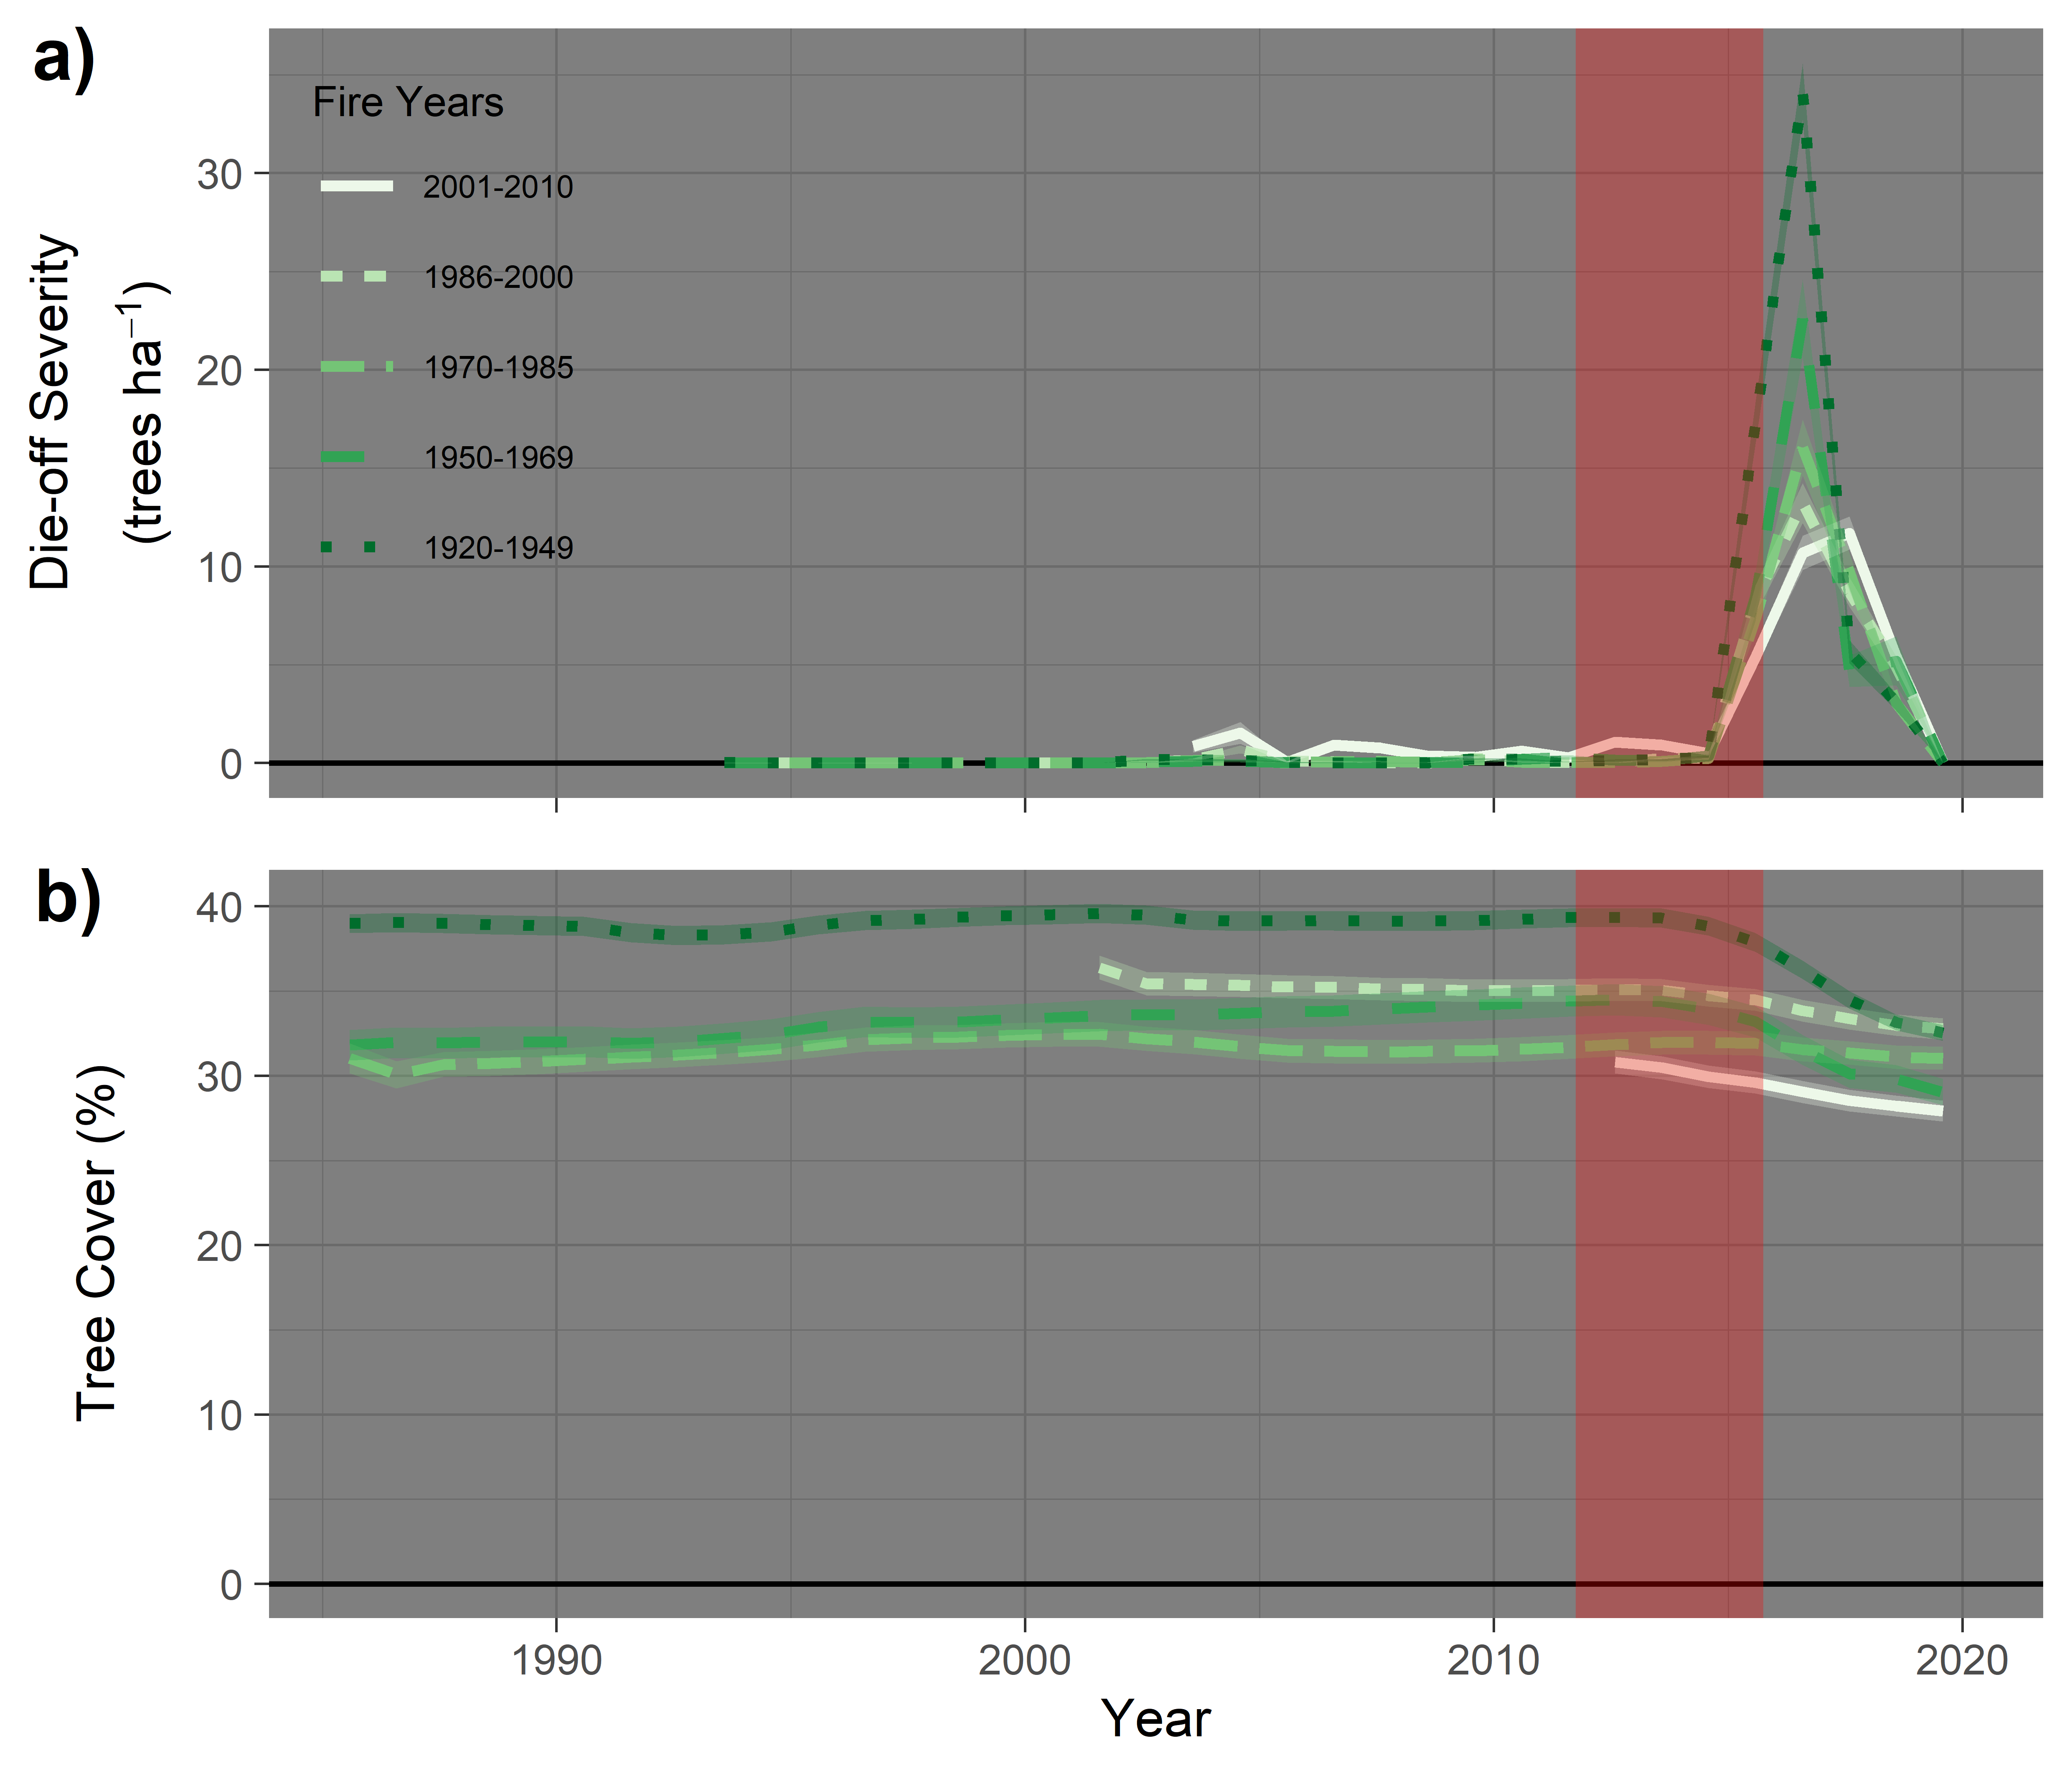 a)
Die-off Severity
(trees ha⁻¹)
30
20
10
0
Fire Years
2001-2010
1986-2000
1970-1985
1950-1969
1920-1949
b)
Tree Cover (%)
40
30
20
10
0
1990 2000 2010 2020
Year